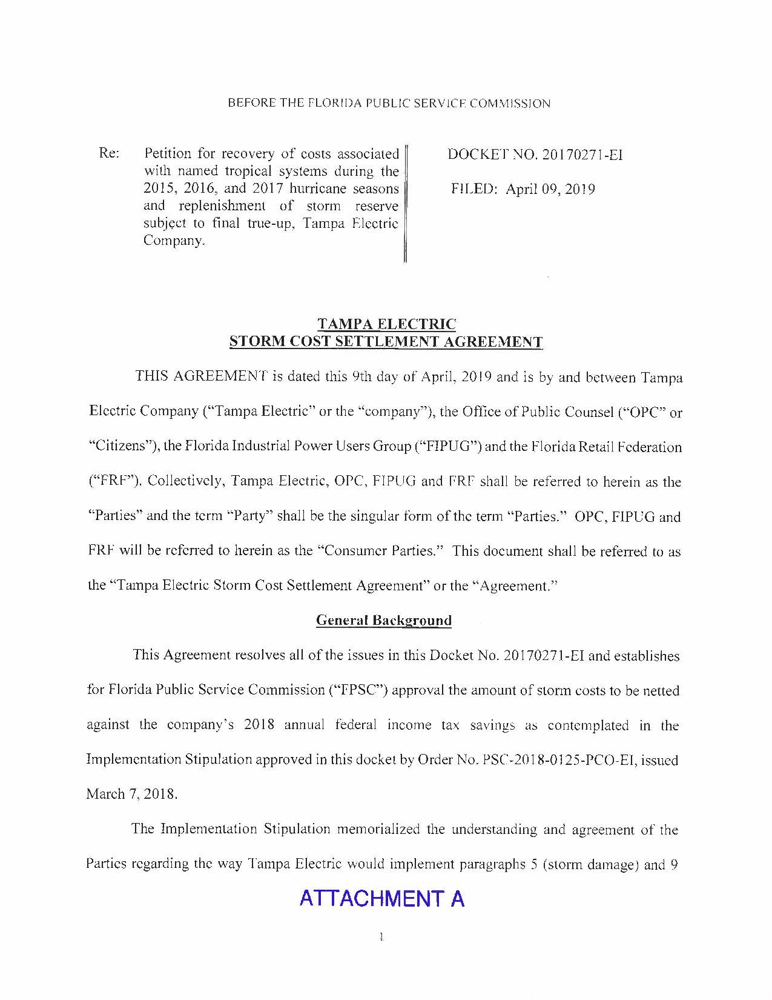 BEFORE THE FLORIDA PUBLIC SERVICE COMMISSION
Re: Petition for recovery of costs associated
with named tropical systems during the
2015, 2016, and 2017 hurricane seasons
and replenishment of storm reserve
subject to final true-up, Tampa Electric
Company.
DOCKET NO. 20170271-EI
FILED: April 09, 2019
TAMPA ELECTRIC
STORM COST SETTLEMENT AGREEMENT
THIS AGREEMENT is dated this 9th day of April, 2019 and is by and between Tampa
Electric Company (“Tampa Electric” or the “company”), the Office of Public Counsel (“OPC” or
“Citizens”), the Florida Industrial Power Users Group (“FIPUG”) and the Florida Retail Federation
(“FRF”). Collectively, Tampa Electric, OPC, FIPUG and FRF shall be referred to herein as the
“Parties” and the term “Party” shall be the singular form of the term “Parties.” OPC, FIPUG and
FRF will be referred to herein as the “Consumer Parties.” This document shall be referred to as
the “Tampa Electric Storm Cost Settlement Agreement” or the “Agreement.”
General Background
This Agreement resolves all of the issues in this Docket No. 20170271-EI and establishes
for Florida Public Service Commission (“FPSC”) approval the amount of storm costs to be netted
against the company’s 2018 annual federal income tax savings as contemplated in the
Implementation Stipulation approved in this docket by Order No. PSC-2018-0125-PCO-EI, issued
March 7, 2018.
The Implementation Stipulation memorialized the understanding and agreement of the
Parties regarding the way Tampa Electric would implement paragraphs 5 (storm damage) and 9
ATTACHMENT A
1